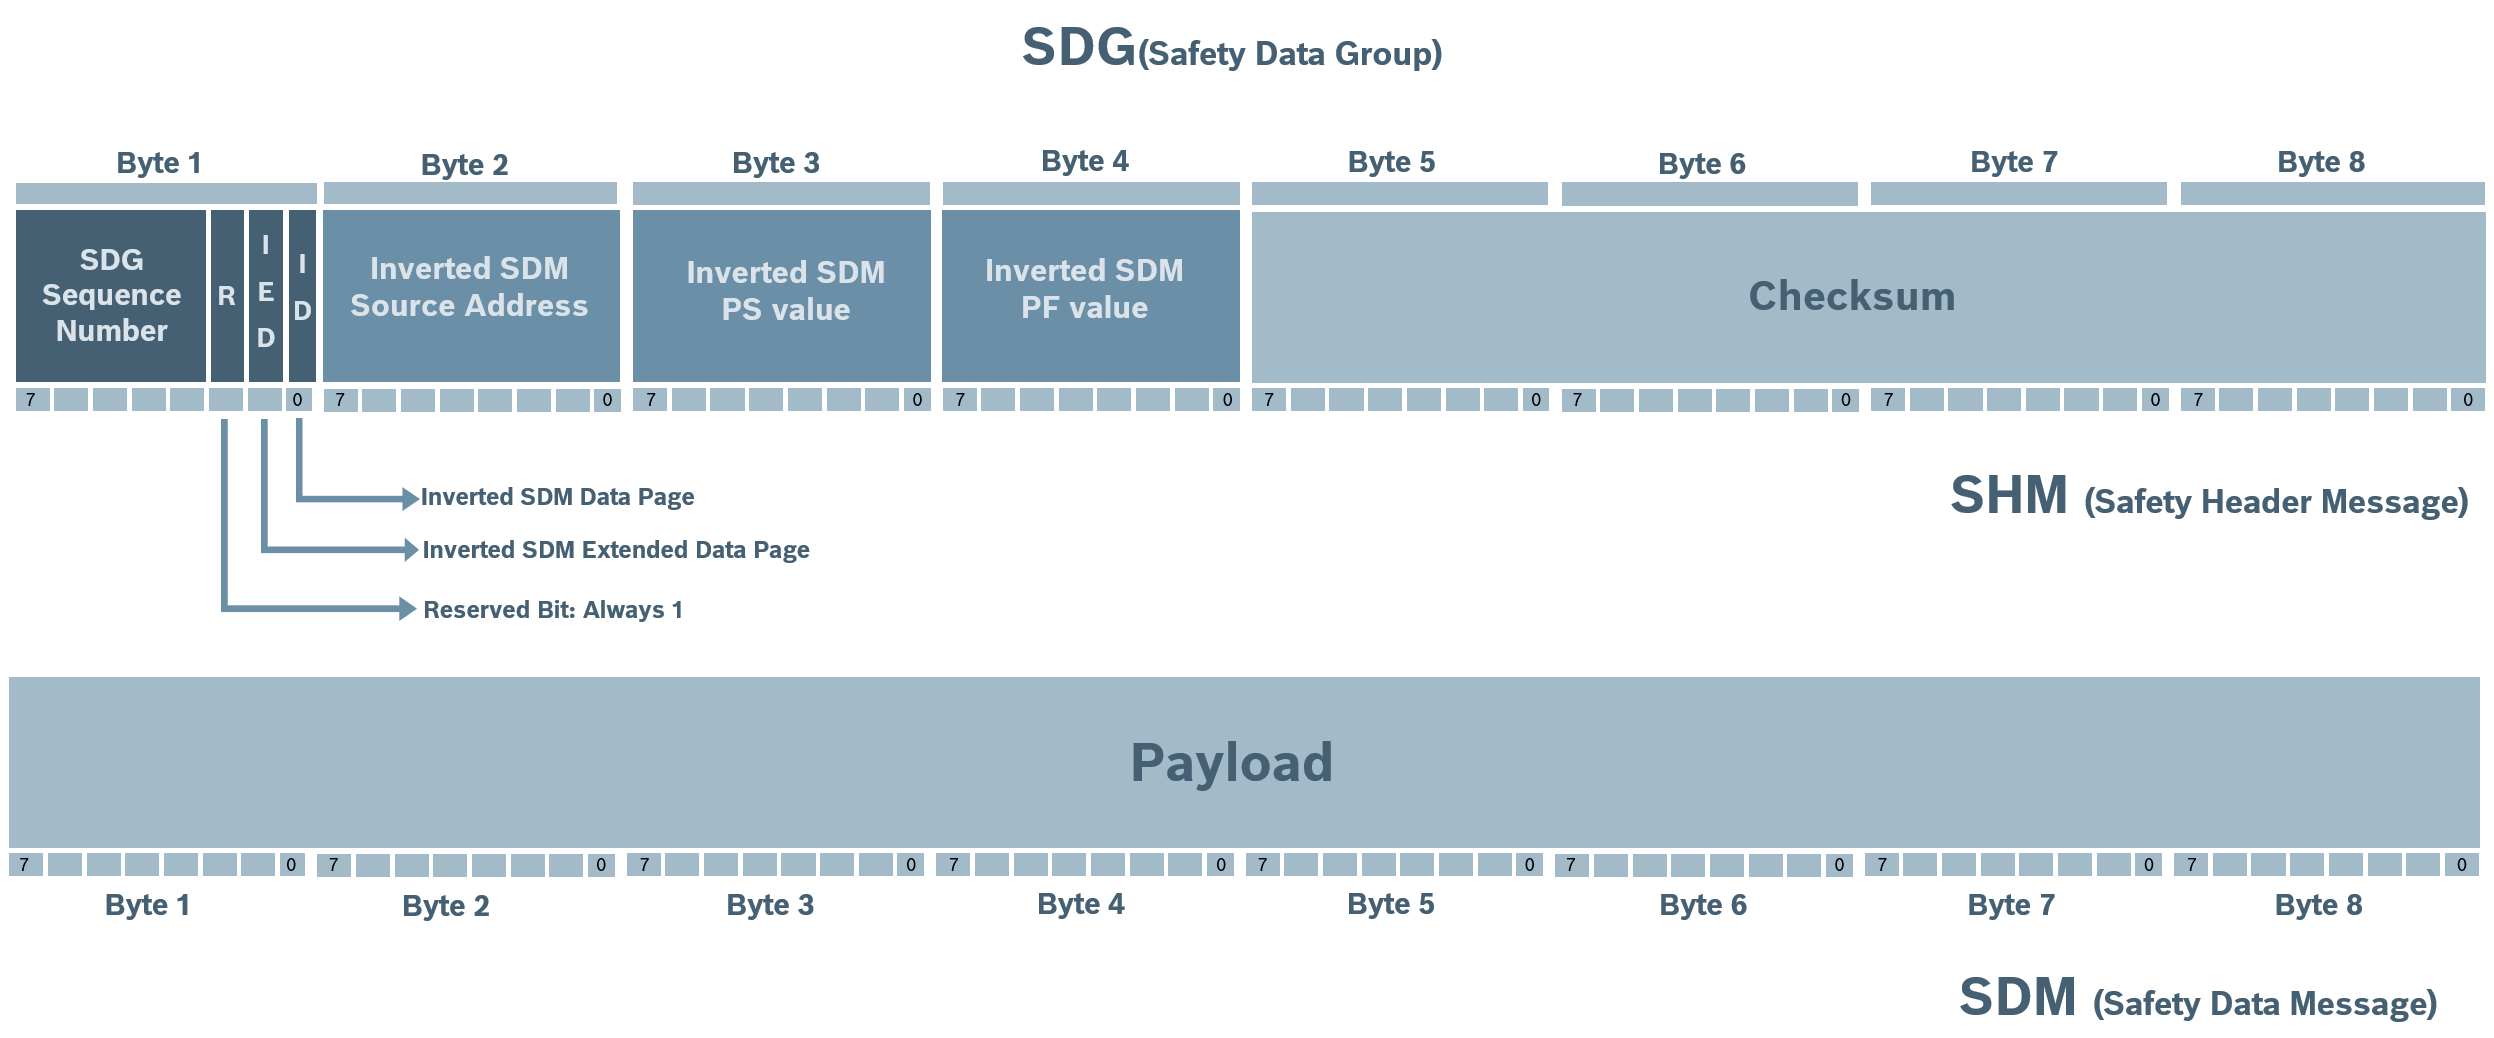 SDG(Safety Data Group)
Byte 1 Byte 2 Byte 3 Byte 4 Byte 5 Byte 6 Byte 7 Byte 8
SDG
Sequence
Number
R
I
E
D
I
D
Inverted SDM
Source Address
Inverted SDM
PS value
Inverted SDM
PF value
Checksum
7 0 7 0 7 0 7 0 7 0 7 0 7 0 7 0
Inverted SDM Data Page
Inverted SDM Extended Data Page
Reserved Bit: Always 1
SHM (Safety Header Message)
Payload
7 0 7 0 7 0 7 0 7 0 7 0 7 0 7 0
Byte 1 Byte 2 Byte 3 Byte 4 Byte 5 Byte 6 Byte 7 Byte 8
SDM (Safety Data Message)